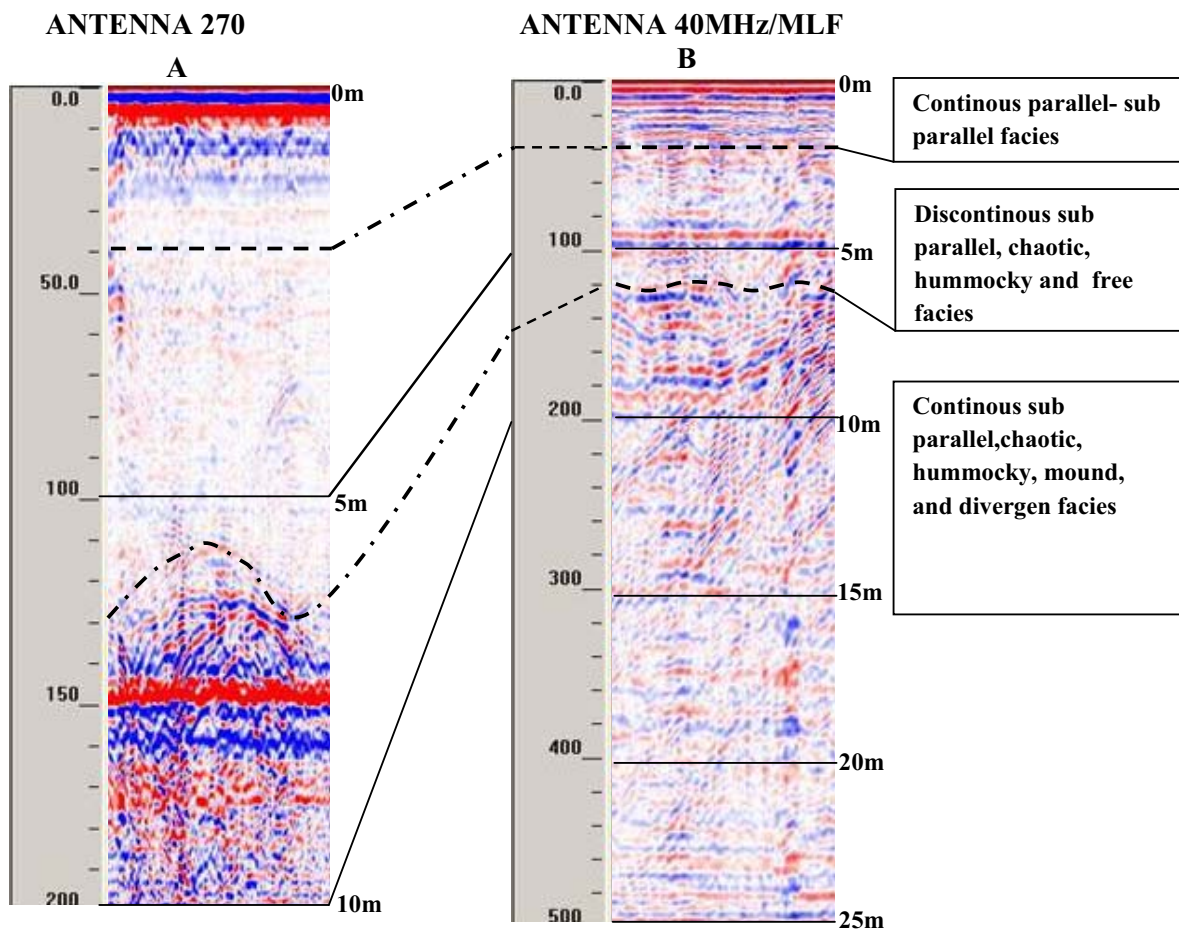 ANTENNA 270
A
0.0
50.0
100
150
200
0m
5m
10m
ANTENNA 40MHz/MLF
B
0.0
100
200
300
400
500
0m
5m
10m
15m
20m
25m
Continous parallel- sub
parallel facies
Discontinous sub
parallel, chaotic,
hummocky and free
facies
Continous sub
parallel,chaotic,
hummocky, mound,
and divergen facies